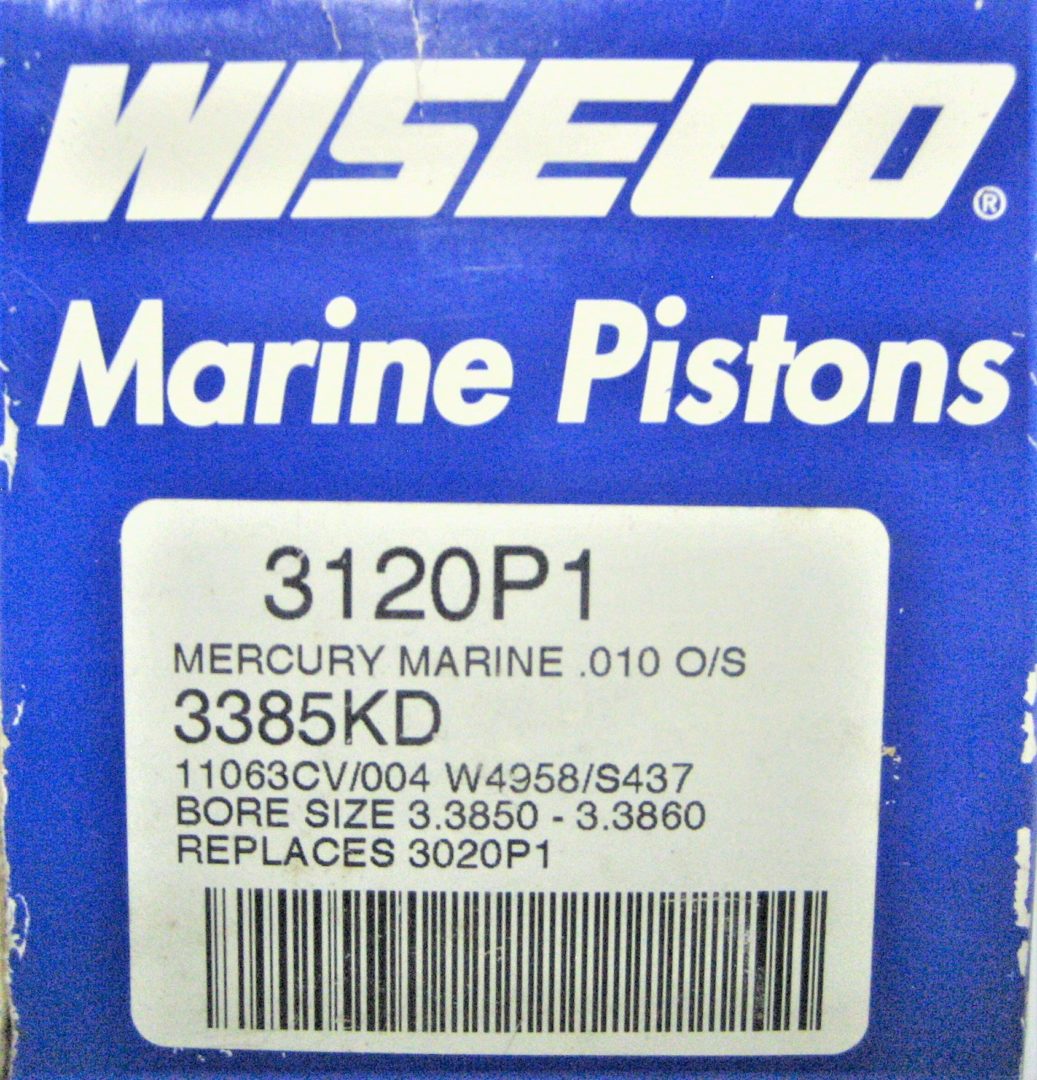 WISECO®
Marine Pistons
3120P1
MERCURY MARINE .010 O/S
3385KD
11063CV/004 W4958/S437
BORE SIZE 3.3850 - 3.3860
REPLACES 3020P1